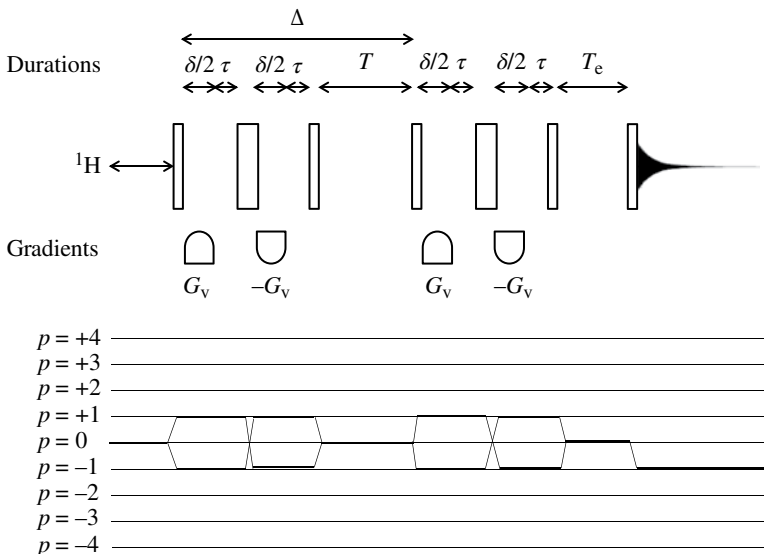 Δ
Durations δ/2 τ δ/2 τ T δ/2 τ δ/2 τ Tₑ
¹H
Gradients
Gᵥ –Gᵥ Gᵥ –Gᵥ
p = +4
p = +3
p = +2
p = +1
p = 0
p = –1
p = –2
p = –3
p = –4